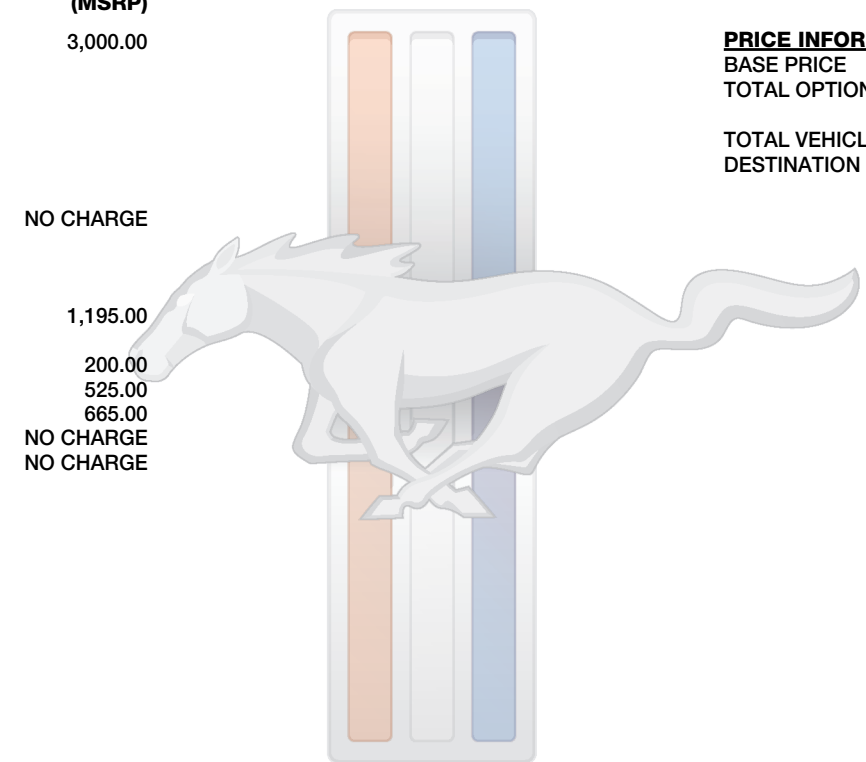 (MSRP)
3,000.00
NO CHARGE
1,195.00
200.00
525.00
665.00
NO CHARGE
NO CHARGE
PRICE INFOR
BASE PRICE
TOTAL OPTION
TOTAL VEHICL
DESTINATION